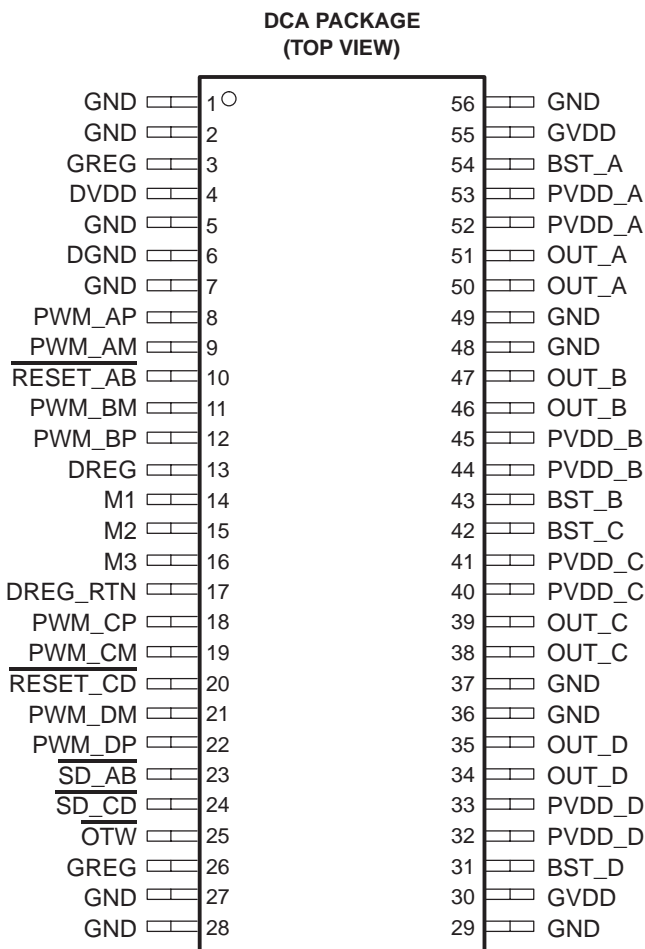 DCA PACKAGE
(TOP VIEW)
GND 1 56 GND
GND 2 55 GVDD
GREG 3 54 BST_A
DVDD 4 53 PVDD_A
GND 5 52 PVDD_A
DGND 6 51 OUT_A
GND 7 50 OUT_A
PWM_AP 8 49 GND
PWM_AM 9 48 GND
RESET_AB 10 47 OUT_B
PWM_BM 11 46 OUT_B
PWM_BP 12 45 PVDD_B
DREG 13 44 PVDD_B
M1 14 43 BST_B
M2 15 42 BST_C
M3 16 41 PVDD_C
DREG_RTN 17 40 PVDD_C
PWM_CP 18 39 OUT_C
PWM_CM 19 38 OUT_C
RESET_CD 20 37 GND
PWM_DM 21 36 GND
PWM_DP 22 35 OUT_D
SD_AB 23 34 OUT_D
SD_CD 24 33 PVDD_D
OTW 25 32 PVDD_D
GREG 26 31 BST_D
GND 27 30 GVDD
GND 28 29 GND